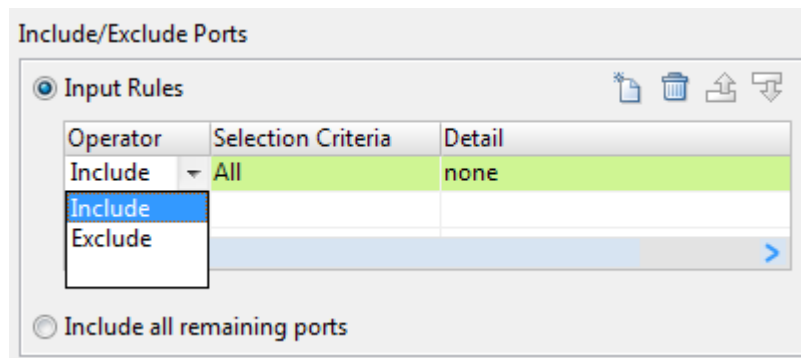 Include/Exclude Ports
Input Rules
Operator Selection Criteria Detail
Include All none
Include
Exclude
Include all remaining ports